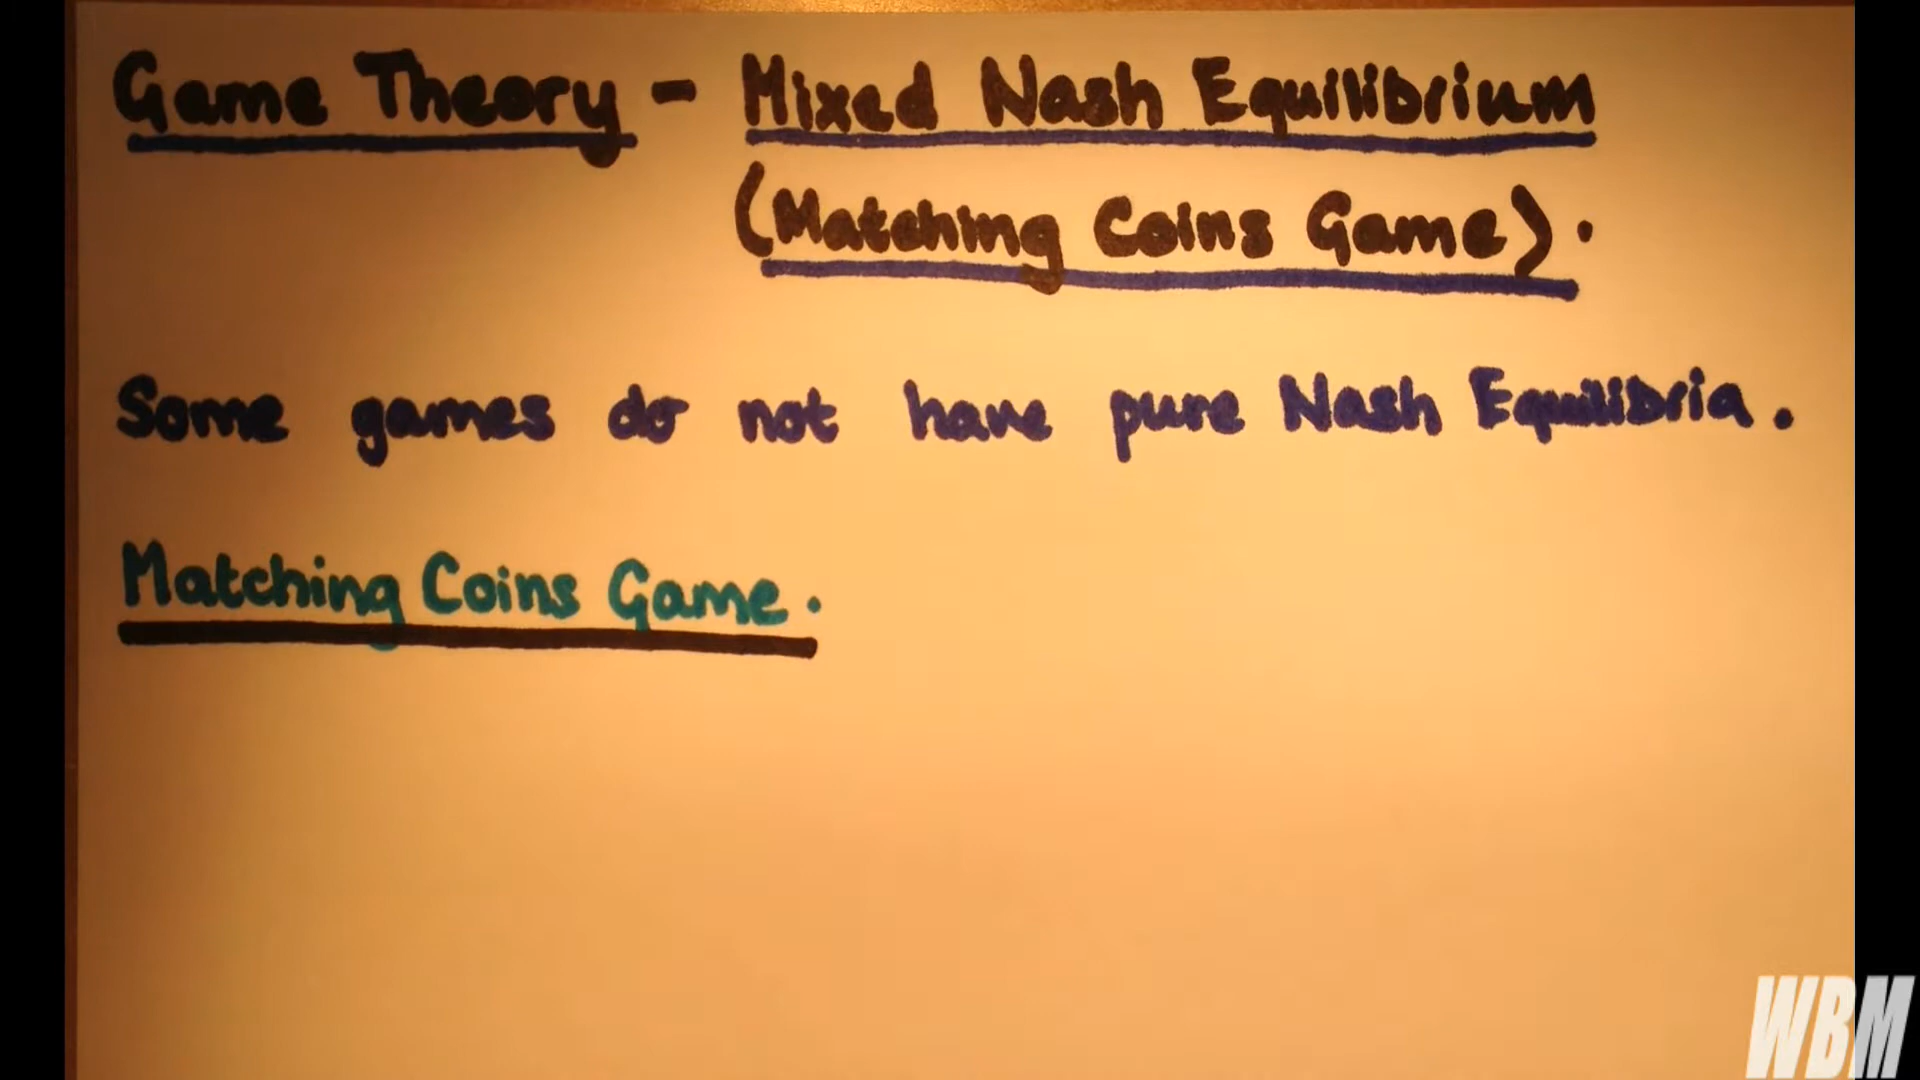 Game Theory - Mixed Nash Equilibrium
(Matching Coins Game).
Some games do not have pure Nash Equilibria.
Matching Coins Game.
WBM